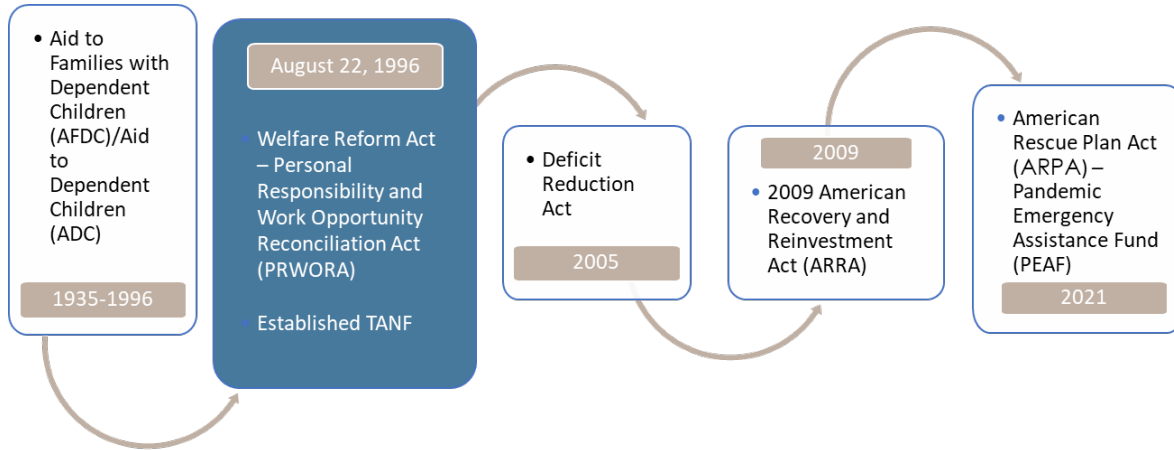 • Aid to
Families with
Dependent
Children
(AFDC)/Aid
to
Dependent
Children
(ADC)
1935-1996
August 22, 1996
• Welfare Reform Act
– Personal
Responsibility and
Work Opportunity
Reconciliation Act
(PRWORA)
• Established TANF
• Deficit
Reduction
Act
2005
2009
• 2009 American
Recovery and
Reinvestment
Act (ARRA)
• American
Rescue Plan Act
(ARPA) –
Pandemic
Emergency
Assistance Fund
(PEAF)
2021